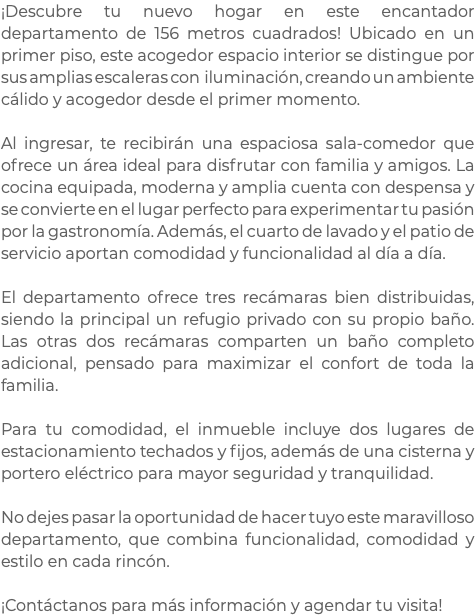 ¡Descubre tu nuevo hogar en este encantador
departamento de 156 metros cuadrados! Ubicado en un
primer piso, este acogedor espacio interior se distingue por
sus amplias escaleras con iluminación, creando un ambiente
cálido y acogedor desde el primer momento.

Al ingresar, te recibirán una espaciosa sala-comedor que
ofrece un área ideal para disfrutar con familia y amigos. La
cocina equipada, moderna y amplia cuenta con despensa y
se convierte en el lugar perfecto para experimentar tu pasión
por la gastronomía. Además, el cuarto de lavado y el patio de
servicio aportan comodidad y funcionalidad al día a día.

El departamento ofrece tres recámaras bien distribuidas,
siendo la principal un refugio privado con su propio baño.
Las otras dos recámaras comparten un baño completo
adicional, pensado para maximizar el confort de toda la
familia.

Para tu comodidad, el inmueble incluye dos lugares de
estacionamiento techados y fijos, además de una cisterna y
portero eléctrico para mayor seguridad y tranquilidad.

No dejes pasar la oportunidad de hacer tuyo este maravilloso
departamento, que combina funcionalidad, comodidad y
estilo en cada rincón.

¡Contáctanos para más información y agendar tu visita!